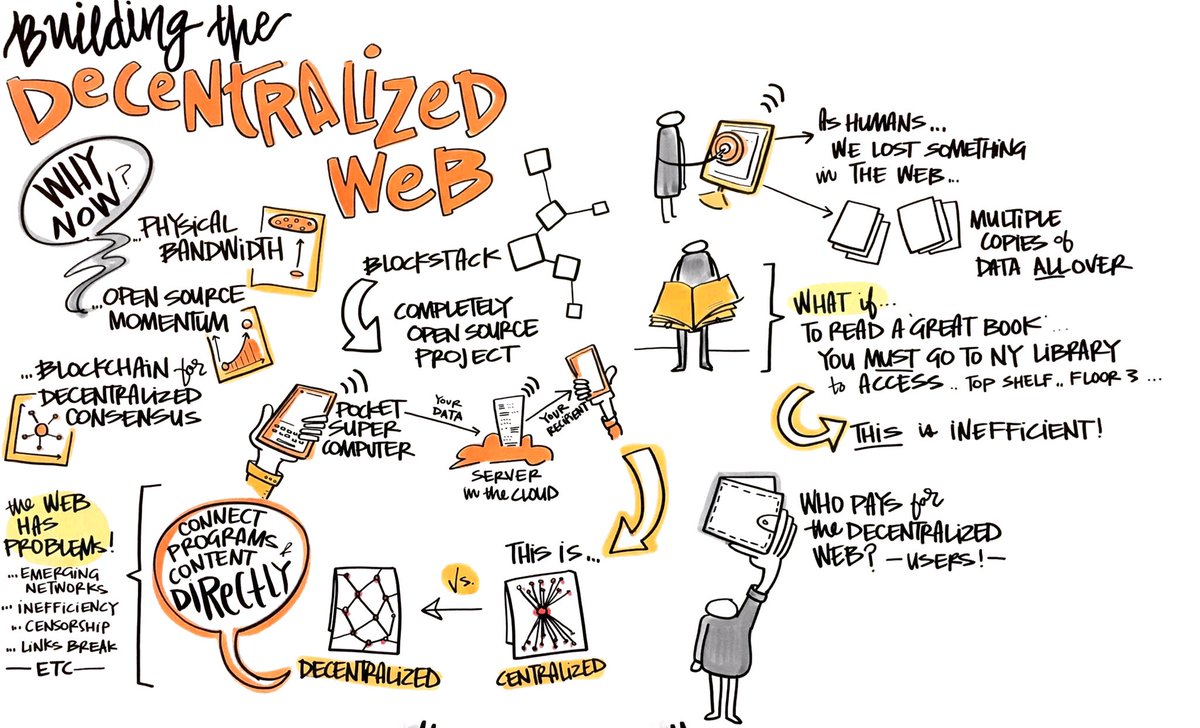 Building the
DeCeNtRALiZeD
WeB
WHY
NOW?
...PHYSICAL
BANDWIDTH
...OPEN SOURCE
MOMENTUM
...BLOCKCHAIN for
DECENTRALIZED
CONSENSUS
BLOCKSTACK
COMPLETELY
OPEN SOURCE
PROJECT
POCKET
SUPER
COMPUTER
YOUR
DATA
SERVER
in the CLOUD
YOUR
RECIPIENT
the WEB
HAS
PROBLEMS!
...EMERGING
NETWORKS
... INEFFICIENCY
... CENSORSHIP
... LINKS BREAK
— ETC —
CONNECT
PROGRAMS &
CONTENT
DIRectLY
THIS IS...
Vs.
DECENTRALIZED
CENTRALIZED
AS HUMANS...
WE LOST SOMETHING
in THE WEB...
MULTIPLE
COPIES of
DATA ALL OVER
WHAT if...
TO READ A 'GREAT BOOK' ...
YOU MUST GO TO NY LIBRARY
to ACCESS .. TOP SHELF .. FLOOR 3 ...
THIS is INEFFICIENT!
WHO PAYS for
the DECENTRALIZED
WEB? — USERS! —